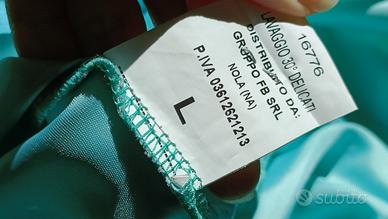 16776
LAVAGGIO 30° DELICATI
DISTRIBUITO DA:
GRUPPO FB SRL
NOLA (NA)
P.IVA 03612621213
L
subito